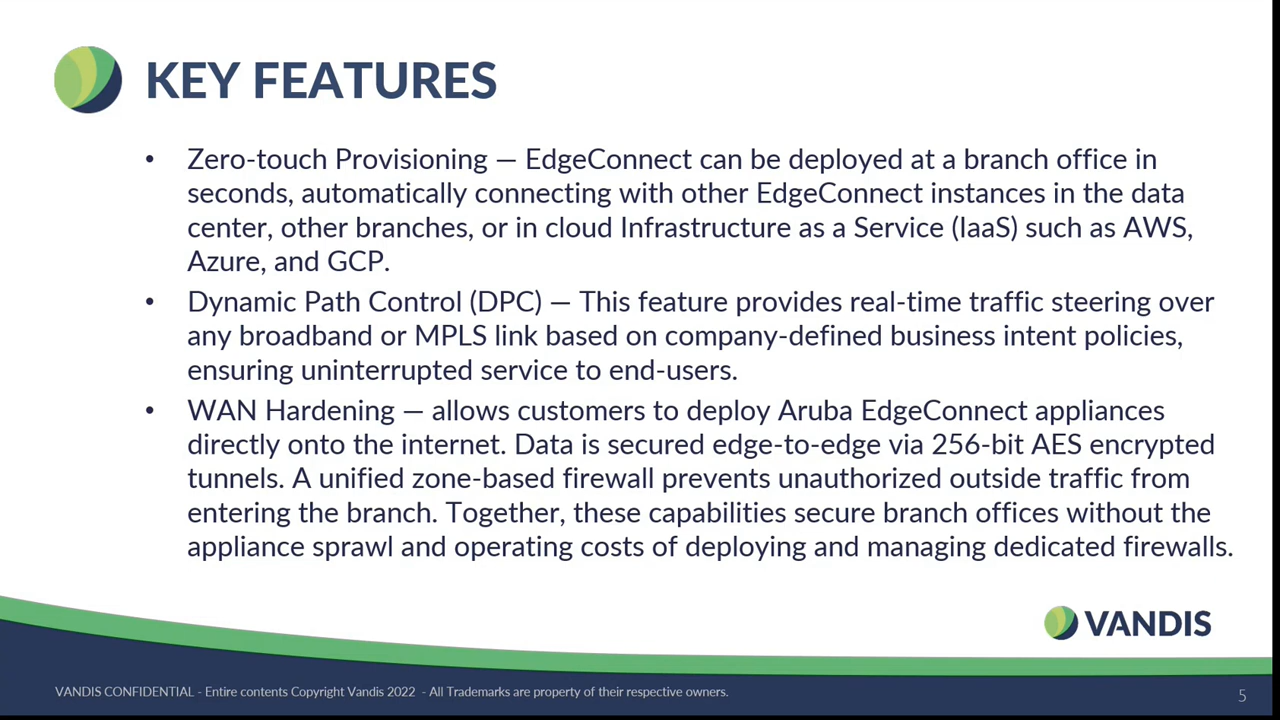 KEY FEATURES
• Zero-touch Provisioning — EdgeConnect can be deployed at a branch office in
seconds, automatically connecting with other EdgeConnect instances in the data
center, other branches, or in cloud Infrastructure as a Service (IaaS) such as AWS,
Azure, and GCP.
• Dynamic Path Control (DPC) — This feature provides real-time traffic steering over
any broadband or MPLS link based on company-defined business intent policies,
ensuring uninterrupted service to end-users.
• WAN Hardening — allows customers to deploy Aruba EdgeConnect appliances
directly onto the internet. Data is secured edge-to-edge via 256-bit AES encrypted
tunnels. A unified zone-based firewall prevents unauthorized outside traffic from
entering the branch. Together, these capabilities secure branch offices without the
appliance sprawl and operating costs of deploying and managing dedicated firewalls.
VANDIS
VANDIS CONFIDENTIAL - Entire contents Copyright Vandis 2022 - All Trademarks are property of their respective owners.
5